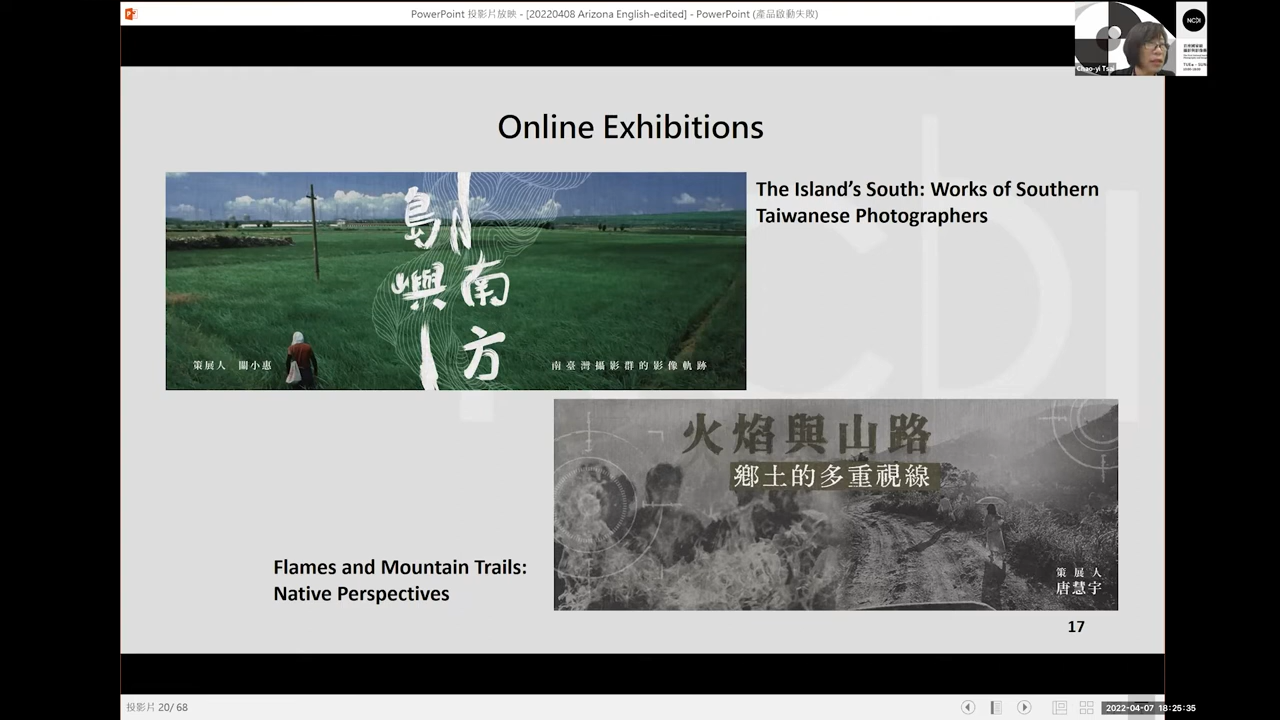 PowerPoint 投影片放映 - [20220408 Arizona English-edited] - PowerPoint (產品啟動失敗)
NCDI
Chao-yi Tsai
Online Exhibitions
島嶼
南方
策展人 關小惠
南臺灣攝影群的影像軌跡
The Island's South: Works of Southern
Taiwanese Photographers
火焰與山路
鄉土的多重視線
策展人
唐慧宇
Flames and Mountain Trails:
Native Perspectives
17
投影片 20/ 68
2022-04-07 18:25:35